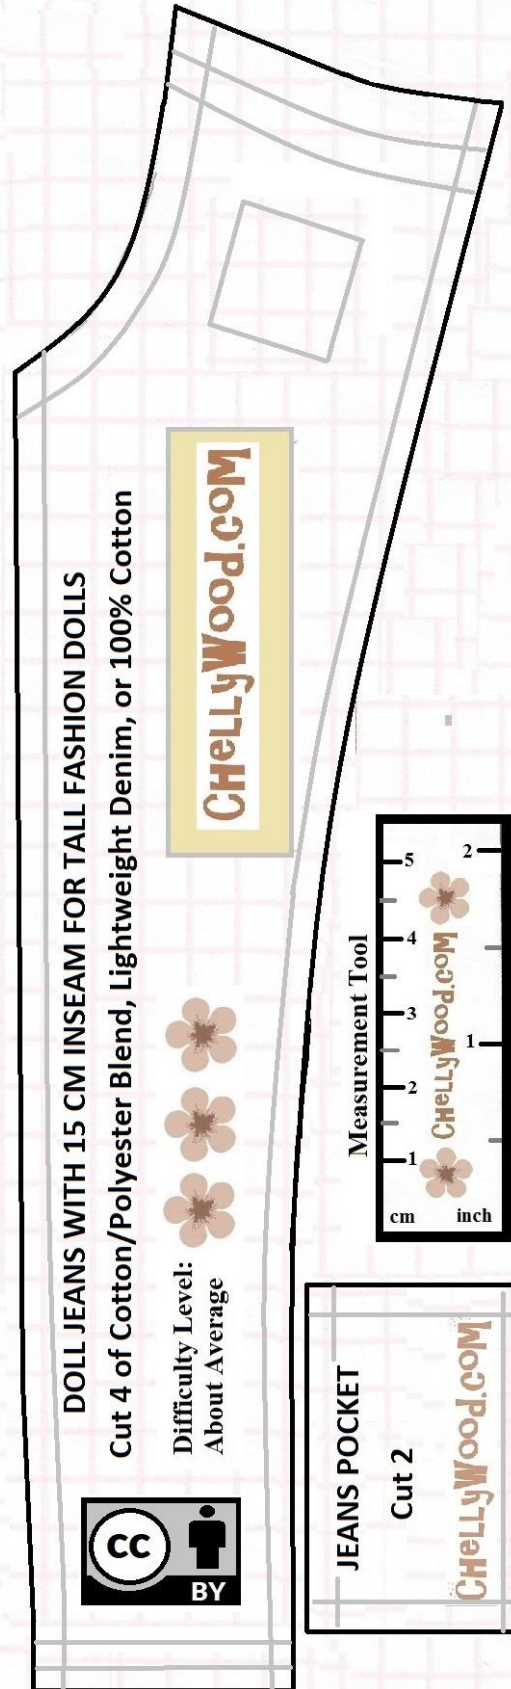 DOLL JEANS WITH 15 CM INSEAM FOR TALL FASHION DOLLS
Cut 4 of Cotton/Polyester Blend, Lightweight Denim, or 100% Cotton
CHELLYWOOD.COM
Difficulty Level:
About Average
CC
BY
Measurement Tool
5
4
3
2
1
cm
CHELLYWOOD.COM
2
1
inch
JEANS POCKET
Cut 2
CHELLYWOOD.COM